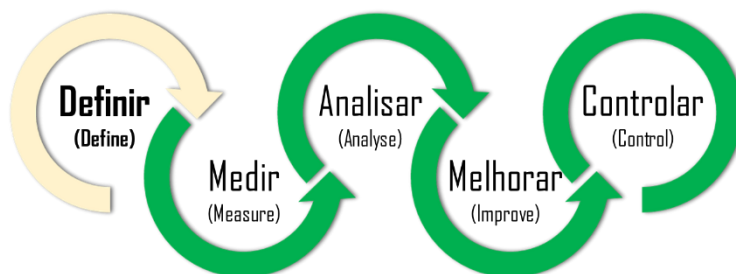 Definir
(Define)
Medir
(Measure)
Analisar
(Analyse)
Melhorar
(Improve)
Controlar
(Control)